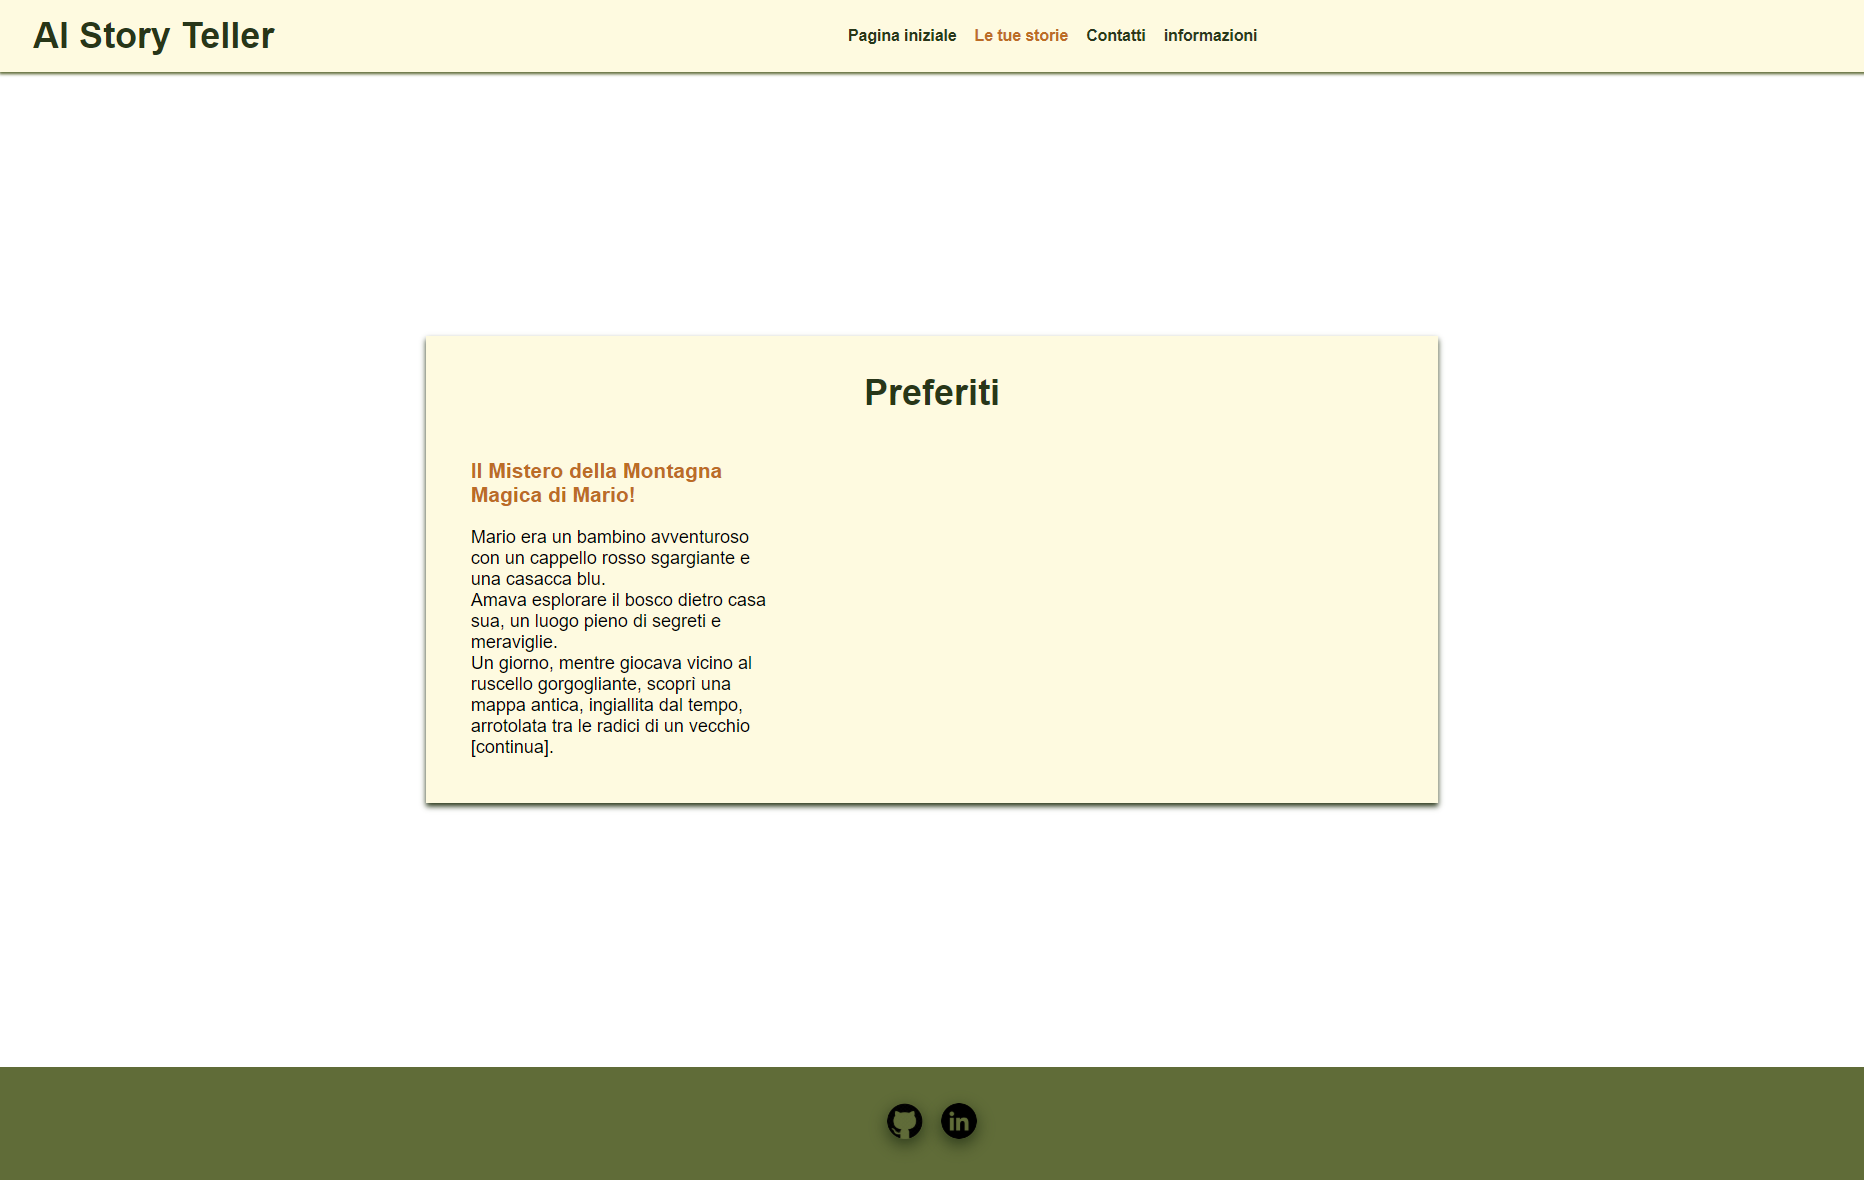 AI Story Teller
Pagina iniziale Le tue storie Contatti informazioni
Preferiti
Il Mistero della Montagna
Magica di Mario!
Mario era un bambino avventuroso
con un cappello rosso sgargiante e
una casacca blu.
Amava esplorare il bosco dietro casa
sua, un luogo pieno di segreti e
meraviglie.
Un giorno, mentre giocava vicino al
ruscello gorgogliante, scoprì una
mappa antica, ingiallita dal tempo,
arrotolata tra le radici di un vecchio
[continua].
in